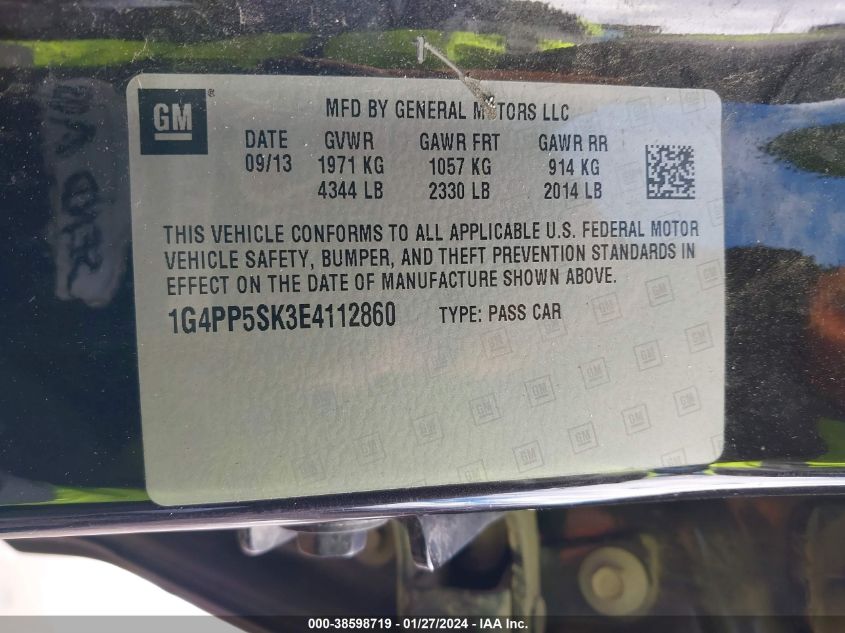 GM
MFD BY GENERAL MOTORS LLC
DATE GVWR GAWR FRT GAWR RR
09/13 1971 KG 1057 KG 914 KG
4344 LB 2330 LB 2014 LB
THIS VEHICLE CONFORMS TO ALL APPLICABLE U.S. FEDERAL MOTOR
VEHICLE SAFETY, BUMPER, AND THEFT PREVENTION STANDARDS IN
EFFECT ON THE DATE OF MANUFACTURE SHOWN ABOVE.
1G4PP5SK3E4112860 TYPE: PASS CAR
000-38598719 / 01/27/2024 - IAA Inc.